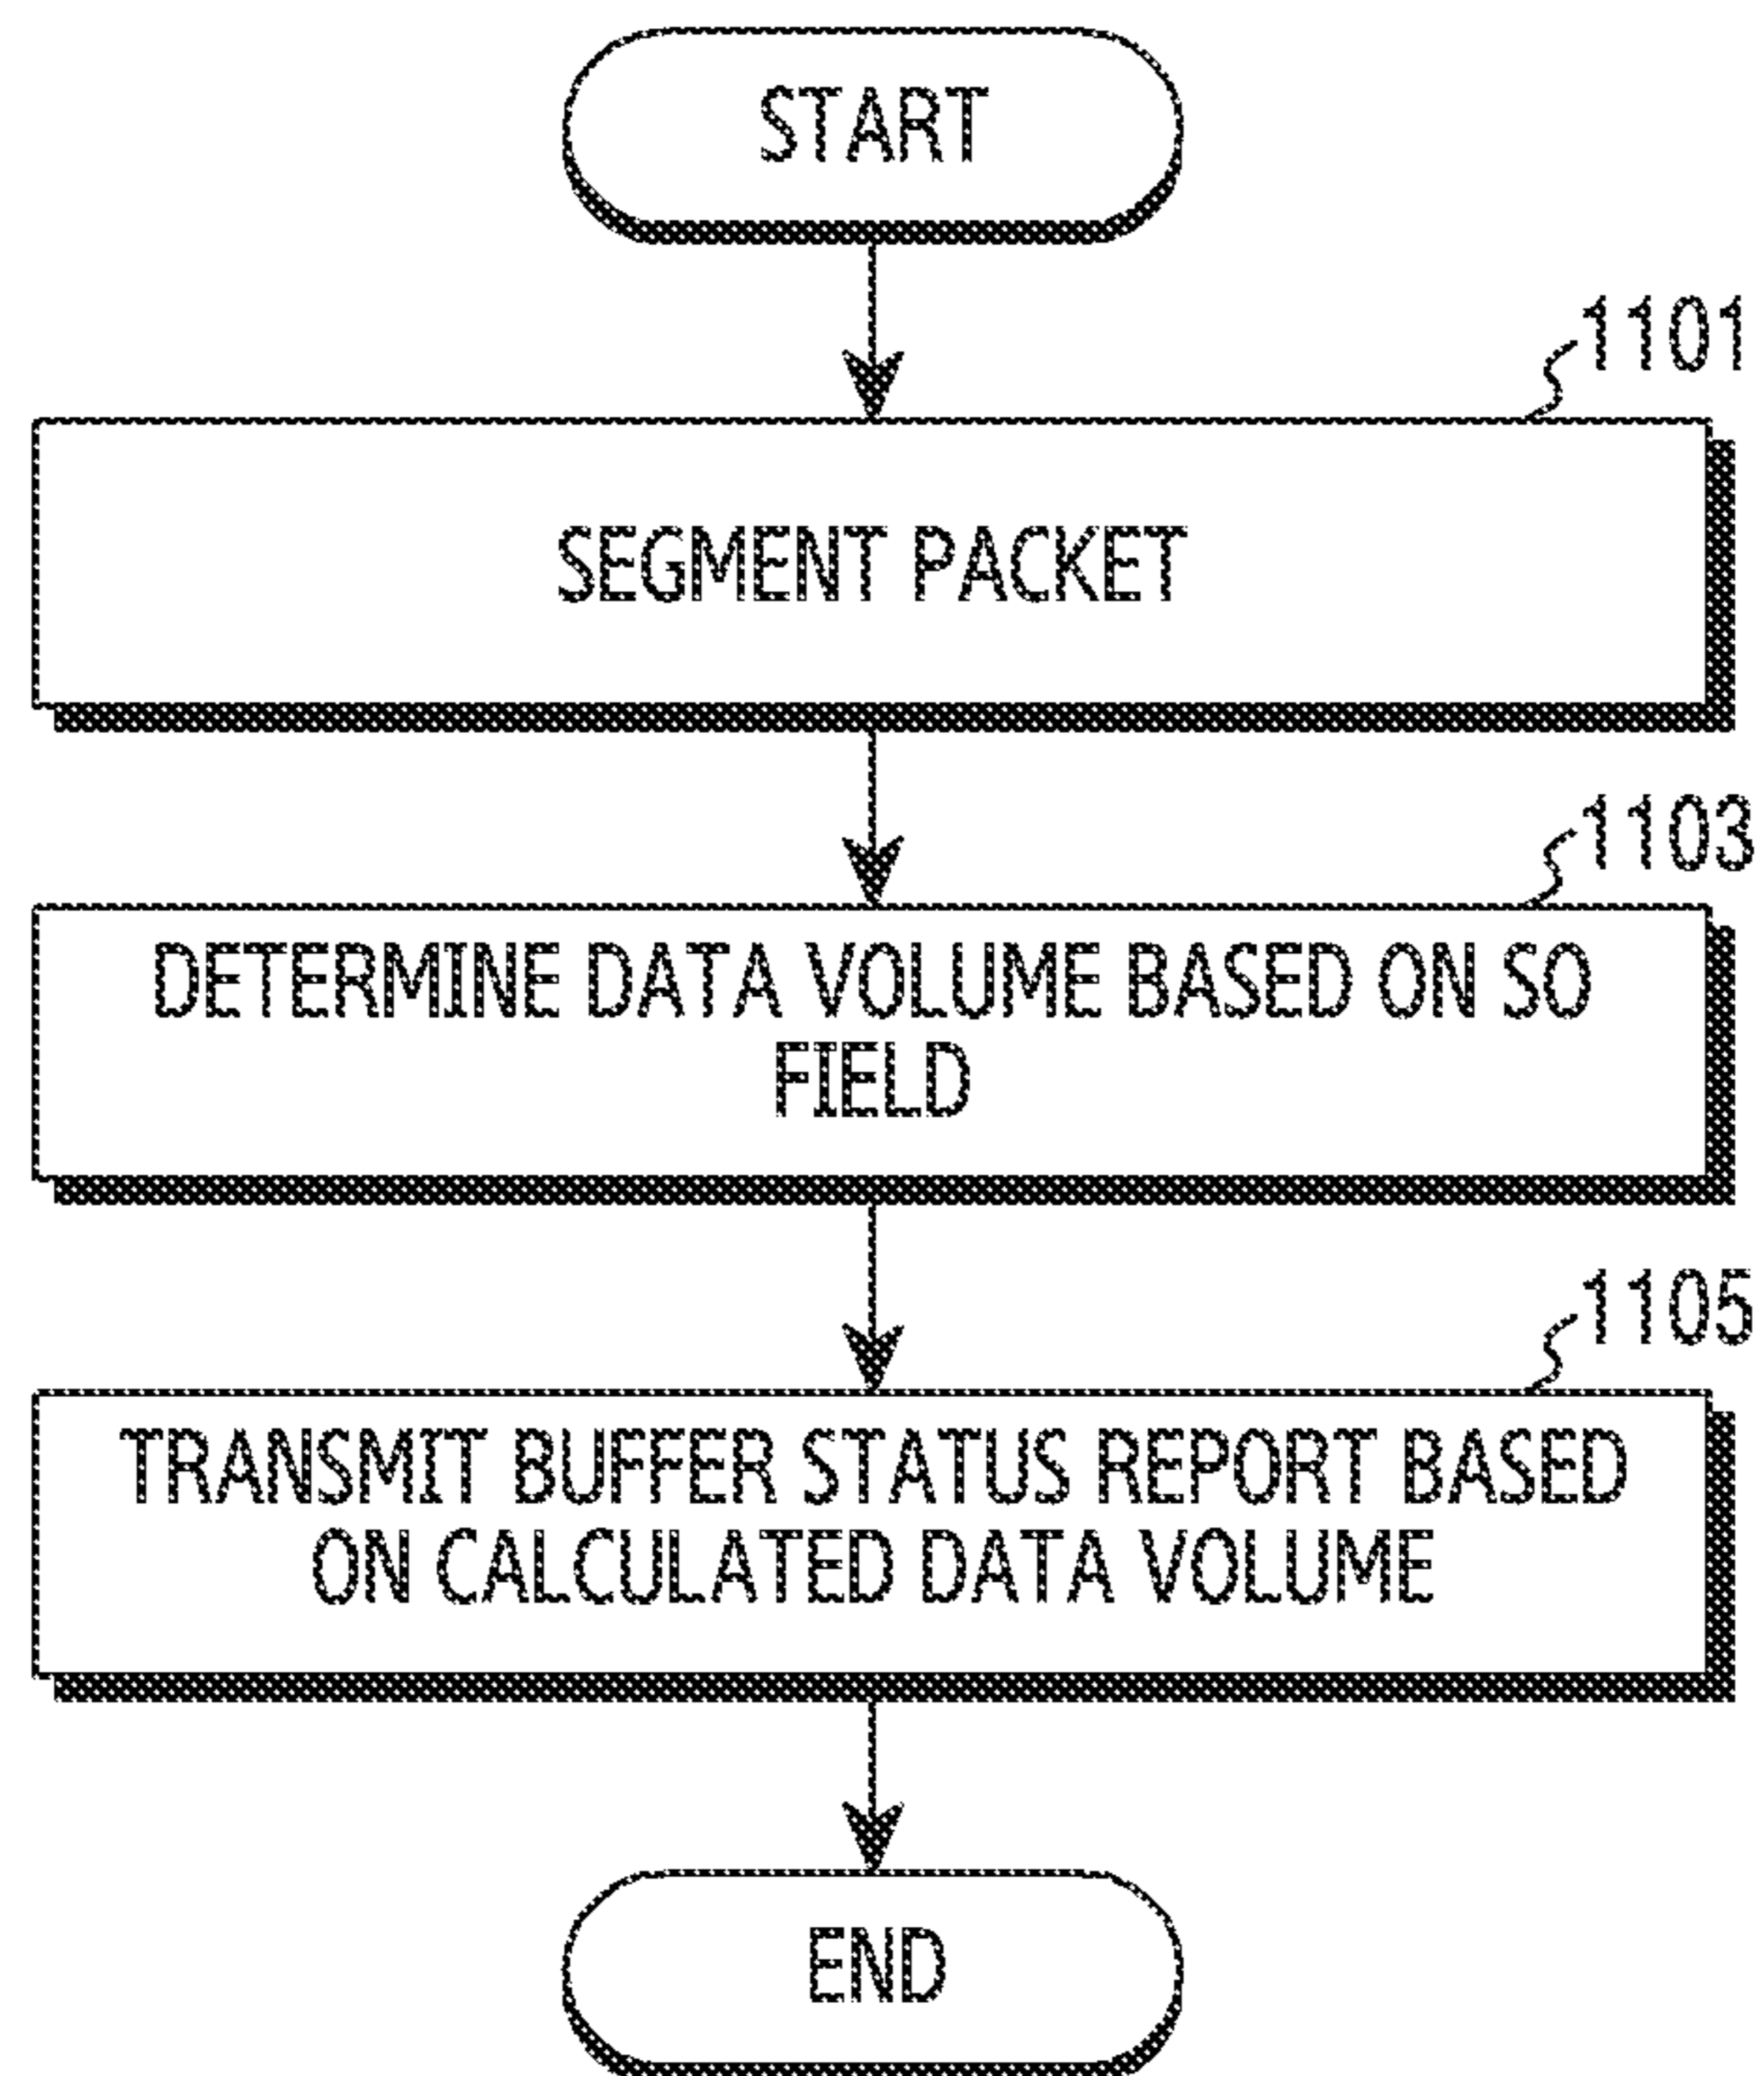 START
1101
SEGMENT PACKET
1103
DETERMINE DATA VOLUME BASED ON SO
FIELD
1105
TRANSMIT BUFFER STATUS REPORT BASED
ON CALCULATED DATA VOLUME
END